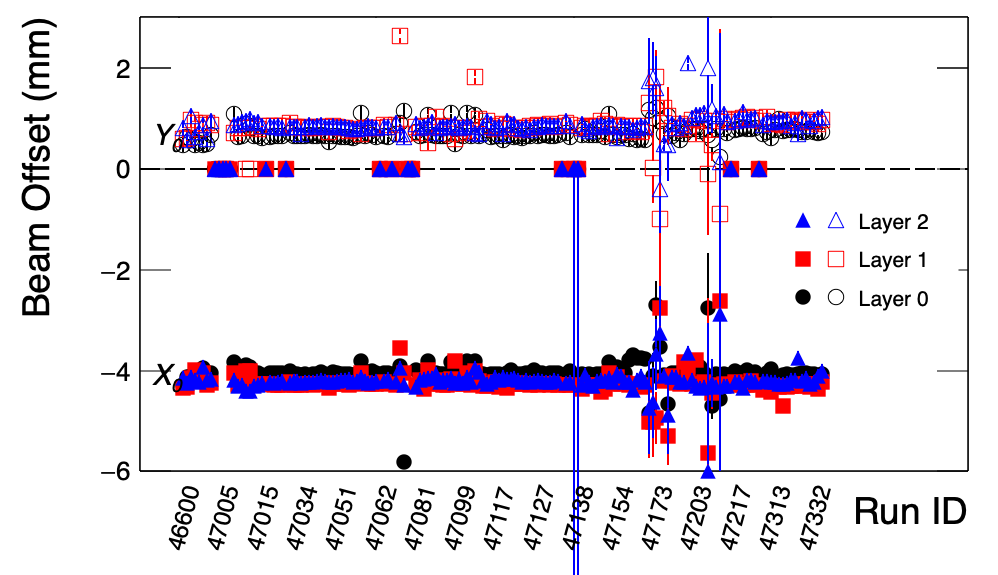 Beam Offset (mm)
2
0
−2
−4
−6
Y0
X0
Layer 2
Layer 1
Layer 0
46600 47005 47015 47034 47051 47062 47081 47099 47117 47127 47138 47154 47173 47203 47217 47313 47332
Run ID